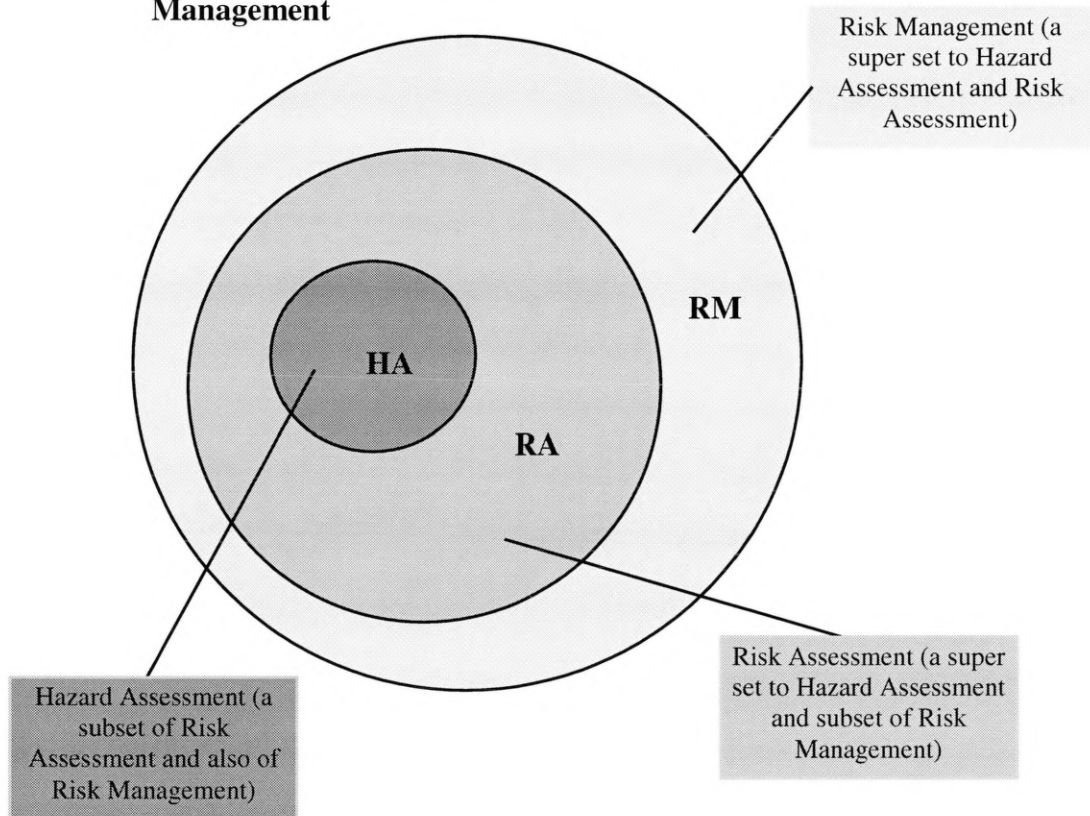 Management
Risk Management (a
super set to Hazard
Assessment and Risk
Assessment)
RM
HA
RA
Risk Assessment (a super
set to Hazard Assessment
and subset of Risk
Management)
Hazard Assessment (a
subset of Risk
Assessment and also of
Risk Management)